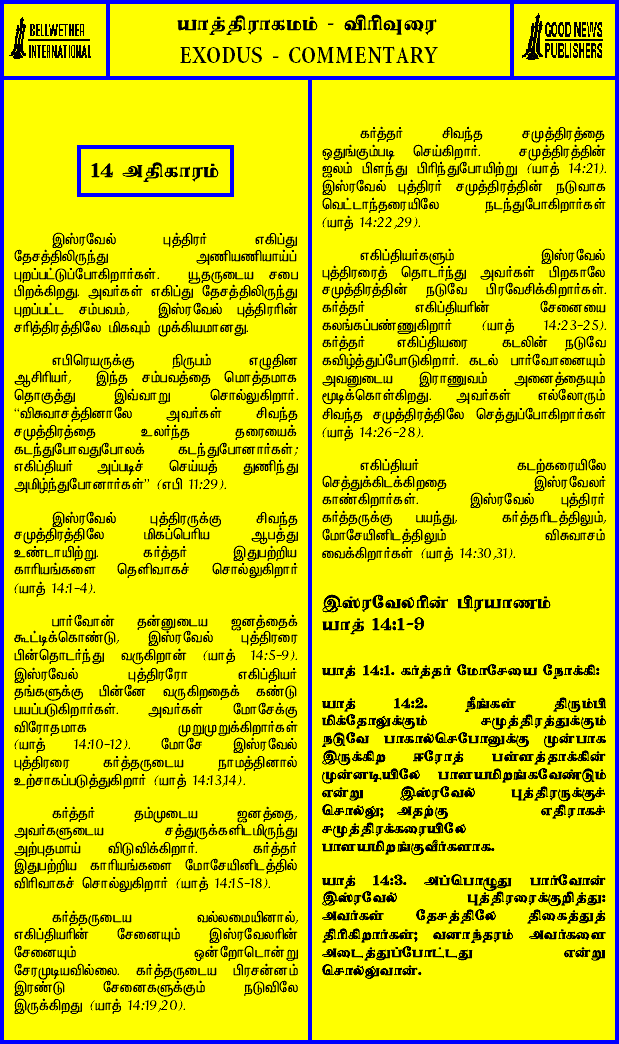 BELLWETHER
INTERNATIONAL
யாத்திராகமம் - விரிவுரை
EXODUS - COMMENTARY
GOOD NEWS
PUBLISHERS
14 அதிகாரம்
இஸ்ரவேல் புத்திரர் எகிப்து
தேசத்திலிருந்து அணியணியாய்ப்
புறப்பட்டுப்போகிறார்கள். யூதருடைய சபை
பிறக்கிறது. அவர்கள் எகிப்து தேசத்திலிருந்து
புறப்பட்ட சம்பவம், இஸ்ரவேல் புத்திரரின்
சரித்திரத்திலே மிகவும் முக்கியமானது.
எபிரெயருக்கு நிருபம் எழுதின
ஆசிரியர், இந்த சம்பவத்தை மொத்தமாக
தொகுத்து இவ்வாறு சொல்லுகிறார்.
“விசுவாசத்தினாலே அவர்கள் சிவந்த
சமுத்திரத்தை உலர்ந்த தரையைக்
கடந்துபோவதுபோலக் கடந்துபோனார்கள்;
எகிப்தியர் அப்படிச் செய்யத் துணிந்து
அமிழ்ந்துபோனார்கள்” (எபி 11:29).
இஸ்ரவேல் புத்திரருக்கு சிவந்த
சமுத்திரத்திலே மிகப்பெரிய ஆபத்து
உண்டாயிற்று. கர்த்தர் இதுபற்றிய
காரியங்களை தெளிவாகச் சொல்லுகிறார்
(யாத் 14:1-4).
பார்வோன் தன்னுடைய ஜனத்தைக்
கூட்டிக்கொண்டு, இஸ்ரவேல் புத்திரரை
பின்தொடர்ந்து வருகிறான் (யாத் 14:5-9).
இஸ்ரவேல் புத்திரரோ எகிப்தியர்
தங்களுக்கு பின்னே வருகிறதைக் கண்டு
பயப்படுகிறார்கள். அவர்கள் மோசேக்கு
விரோதமாக முறுமுறுக்கிறார்கள்
(யாத் 14:10-12). மோசே இஸ்ரவேல்
புத்திரரை கர்த்தருடைய நாமத்தினால்
உற்சாகப்படுத்துகிறார் (யாத் 14:13,14).
கர்த்தர் தம்முடைய ஜனத்தை,
அவர்களுடைய சத்துருக்களிடமிருந்து
அற்புதமாய் விடுவிக்கிறார். கர்த்தர்
இதுபற்றிய காரியங்களை மோசேயினிடத்தில்
விரிவாகச் சொல்லுகிறார் (யாத் 14:15-18).
கர்த்தருடைய வல்லமையினால்,
எகிப்தியரின் சேனையும் இஸ்ரவேலரின்
சேனையும் ஒன்றோடொன்று
சேரமுடியவில்லை. கர்த்தருடைய பிரசன்னம்
இரண்டு சேனைகளுக்கும் நடுவிலே
இருக்கிறது (யாத் 14:19,20).
கர்த்தர் சிவந்த சமுத்திரத்தை
ஒதுங்கும்படி செய்கிறார். சமுத்திரத்தின்
ஜலம் பிளந்து பிரிந்துபோயிற்று (யாத் 14:21).
இஸ்ரவேல் புத்திரர் சமுத்திரத்தின் நடுவாக
வெட்டாந்தரையிலே நடந்துபோகிறார்கள்
(யாத் 14:22,29).
எகிப்தியர்களும் இஸ்ரவேல்
புத்திரரைத் தொடர்ந்து அவர்கள் பிறகாலே
சமுத்திரத்தின் நடுவே பிரவேசிக்கிறார்கள்.
கர்த்தர் எகிப்தியரின் சேனையை
கலங்கப்பண்ணுகிறார் (யாத் 14:23-25).
கர்த்தர் எகிப்தியரை கடலின் நடுவே
கவிழ்த்துப்போடுகிறார். கடல் பார்வோனையும்
அவனுடைய இராணுவம் அனைத்தையும்
மூடிக்கொள்கிறது. அவர்கள் எல்லோரும்
சிவந்த சமுத்திரத்திலே செத்துப்போகிறார்கள்
(யாத் 14:26-28).
எகிப்தியர் கடற்கரையிலே
செத்துக்கிடக்கிறதை இஸ்ரவேலர்
காண்கிறார்கள். இஸ்ரவேல் புத்திரர்
கர்த்தருக்கு பயந்து, கர்த்தரிடத்திலும்,
மோசேயினிடத்திலும் விசுவாசம்
வைக்கிறார்கள் (யாத் 14:30,31).
இஸ்ரவேலரின் பிரயாணம்
யாத் 14:1-9
யாத் 14:1. கர்த்தர் மோசேயை நோக்கி:
யாத் 14:2. நீங்கள் திரும்பி
மிக்தோலுக்கும் சமுத்திரத்துக்கும்
நடுவே பாகால்செபோனுக்கு முன்பாக
இருக்கிற ஈரோத் பள்ளத்தாக்கின்
முன்னடியிலே பாளயமிறங்கவேண்டும்
என்று இஸ்ரவேல் புத்திரருக்குச்
சொல்லு; அதற்கு எதிராகச்
சமுத்திரக்கரையிலே
பாளயமிறங்குவீர்களாக.
யாத் 14:3. அப்பொழுது பார்வோன்
இஸ்ரவேல் புத்திரரைக்குறித்து:
அவர்கள் தேசத்திலே திகைத்துத்
திரிகிறார்கள்; வனாந்தரம் அவர்களை
அடைத்துப்போட்டது என்று
சொல்லுவான்.